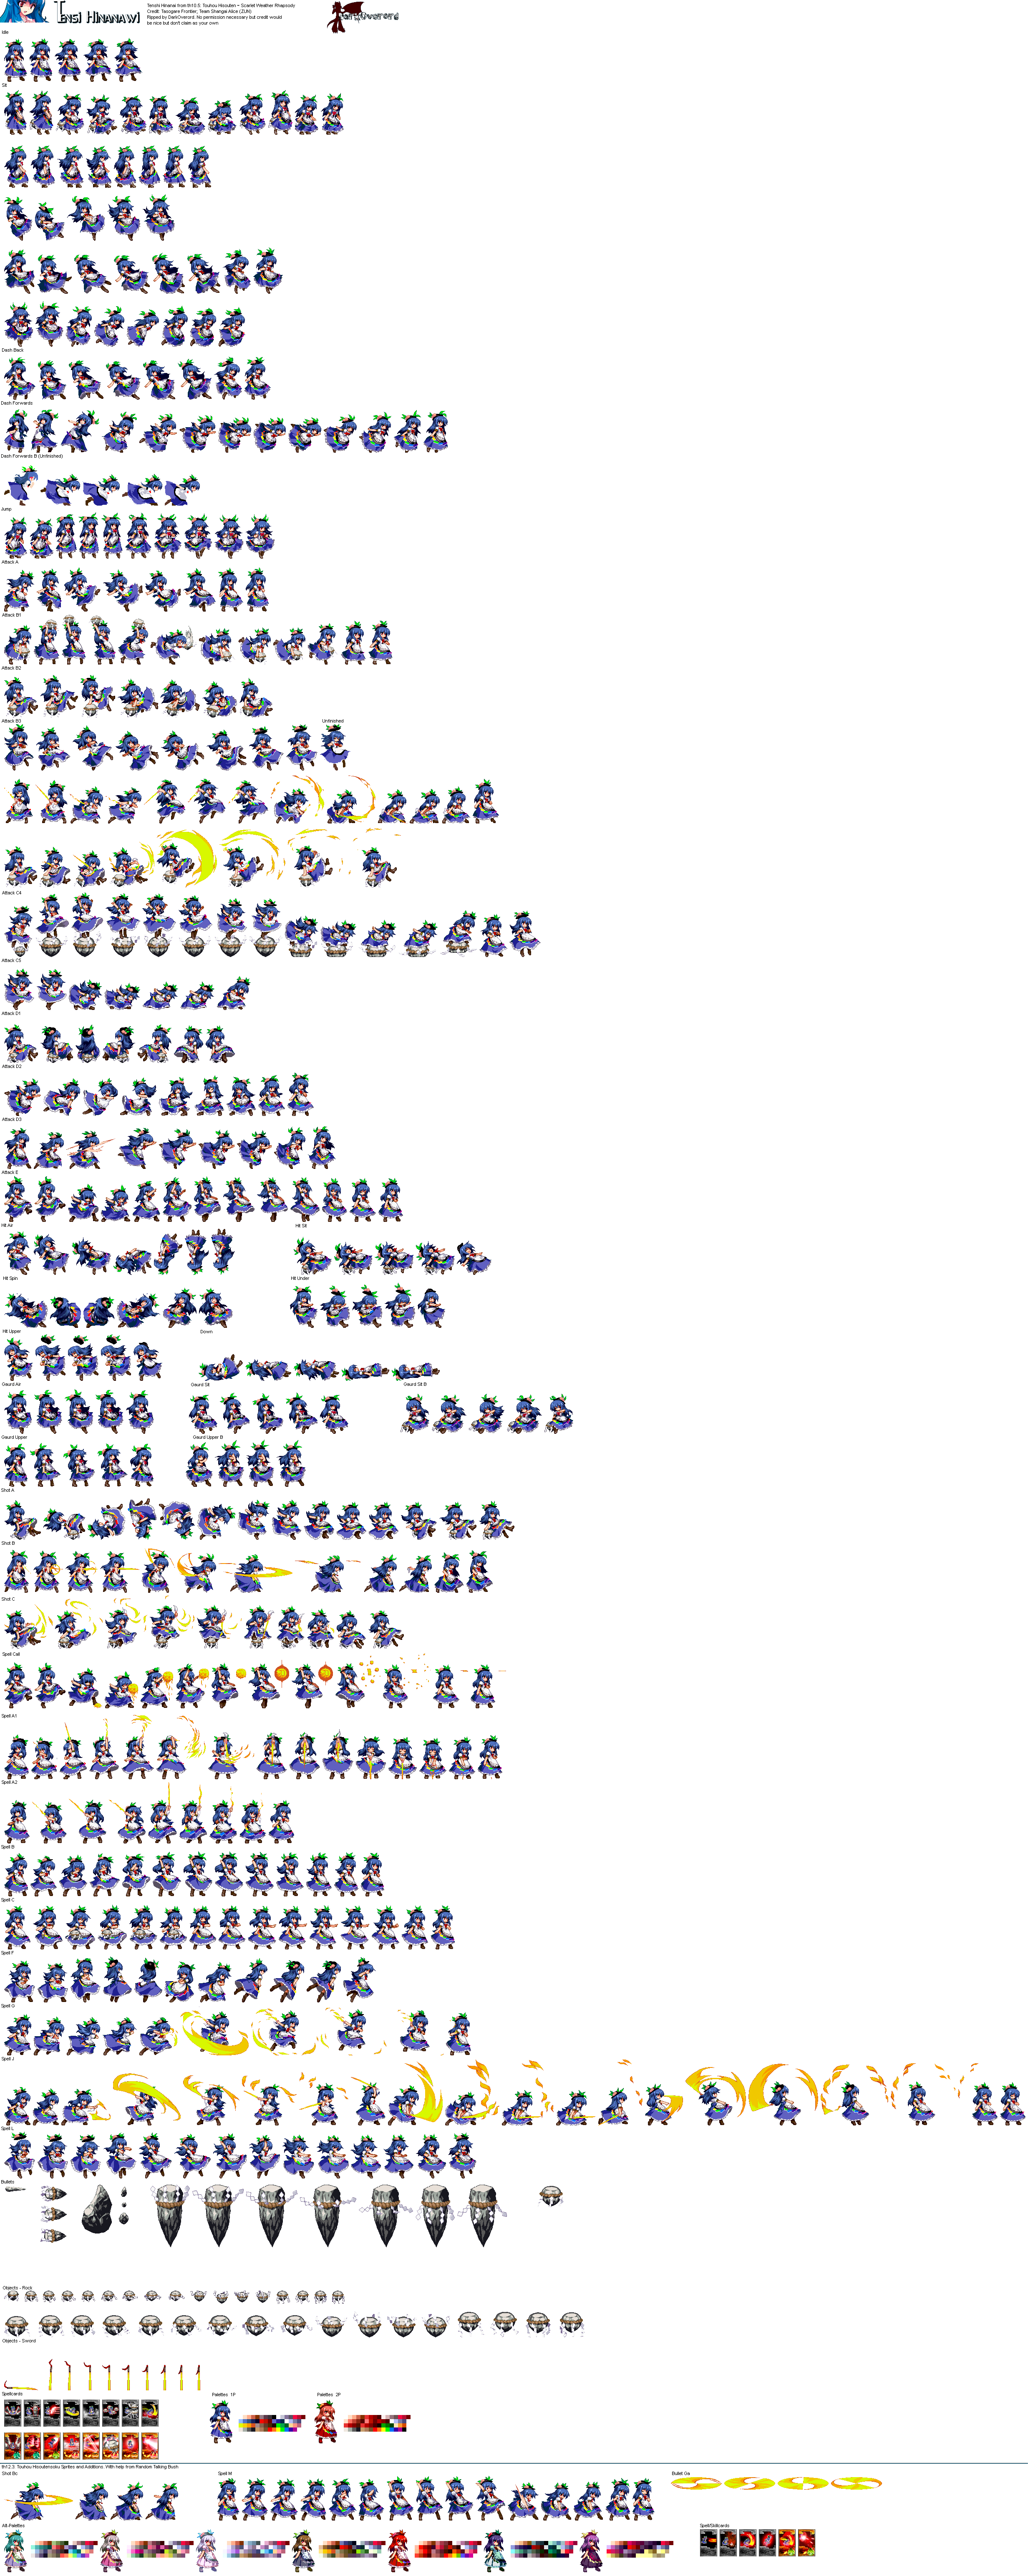 Tensi Hinanawi
Tenshi Hinanai from th10.5: Touhou Hisouten ~ Scarlet Weather Rhapsody
Credit: Tasogare Frontier; Team Shangai Alice (ZUN)
Ripped by DarkOverord. No permission necessary but credit would
be nice but don't claim as your own
DarkOverord
Idle
Sit
Dash Back
Dash Forwards
Dash Forwards B (Unfinished)
Jump
Attack A
Attack B1
Attack B2
Attack B0
Unfinished
Attack C4
Attack C5
Attack D1
Attack D2
Attack D3
Attack E
Hit Air
Hit Sit
Hit Spin
Hit Under
Hit Upper
Down
Gaurd Air
Gaurd Sit
Gaurd Sit B
Gaurd Upper
Gaurd Upper B
Shot A
Shot B
Shot C
Spell Call
Spell A1
Spell A2
Spell B
Spell C
Spell F
Spell G
Spell J
Spell L
Bullets
Objects - Rock
Objects - Sword
Spellcards
Palettes: 1P
Palettes: 2P
th12.3: Touhou Hisoutensoku Sprites and Additions. With help from Random Talking Bush
Shot Bc
Spell M
Bullet Ga
Alt-Palettes
Spell/Skillcards